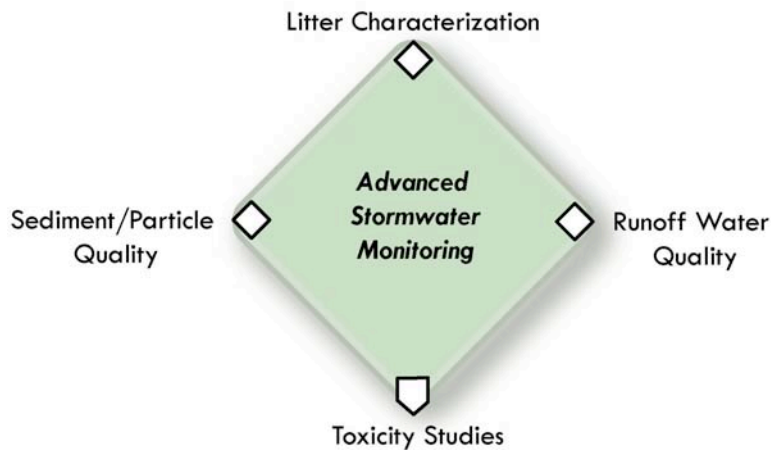 Litter Characterization
Advanced
Stormwater
Monitoring
Sediment/Particle
Quality
Runoff Water
Quality
Toxicity Studies